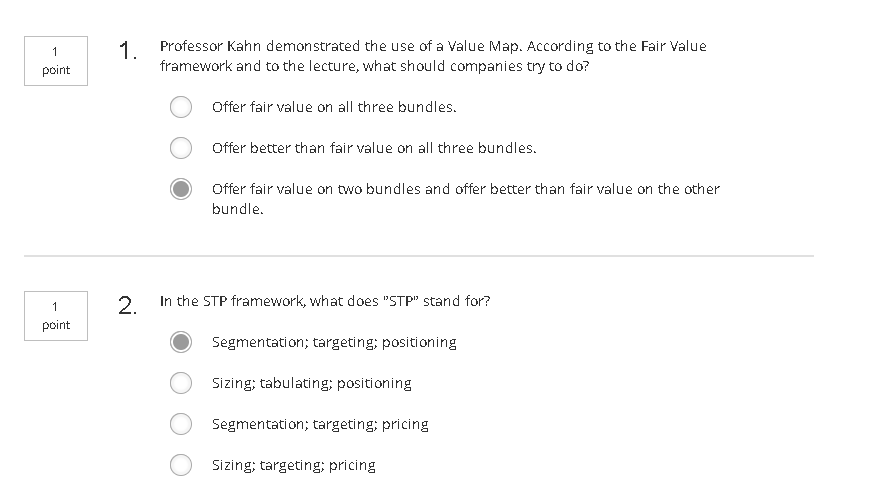 1
point
1.
Professor Kahn demonstrated the use of a Value Map. According to the Fair Value
framework and to the lecture, what should companies try to do?
Offer fair value on all three bundles.
Offer better than fair value on all three bundles.
Offer fair value on two bundles and offer better than fair value on the other
bundle.
1
point
2.
In the STP framework, what does "STP" stand for?
Segmentation; targeting; positioning
Sizing; tabulating; positioning
Segmentation; targeting; pricing
Sizing; targeting; pricing